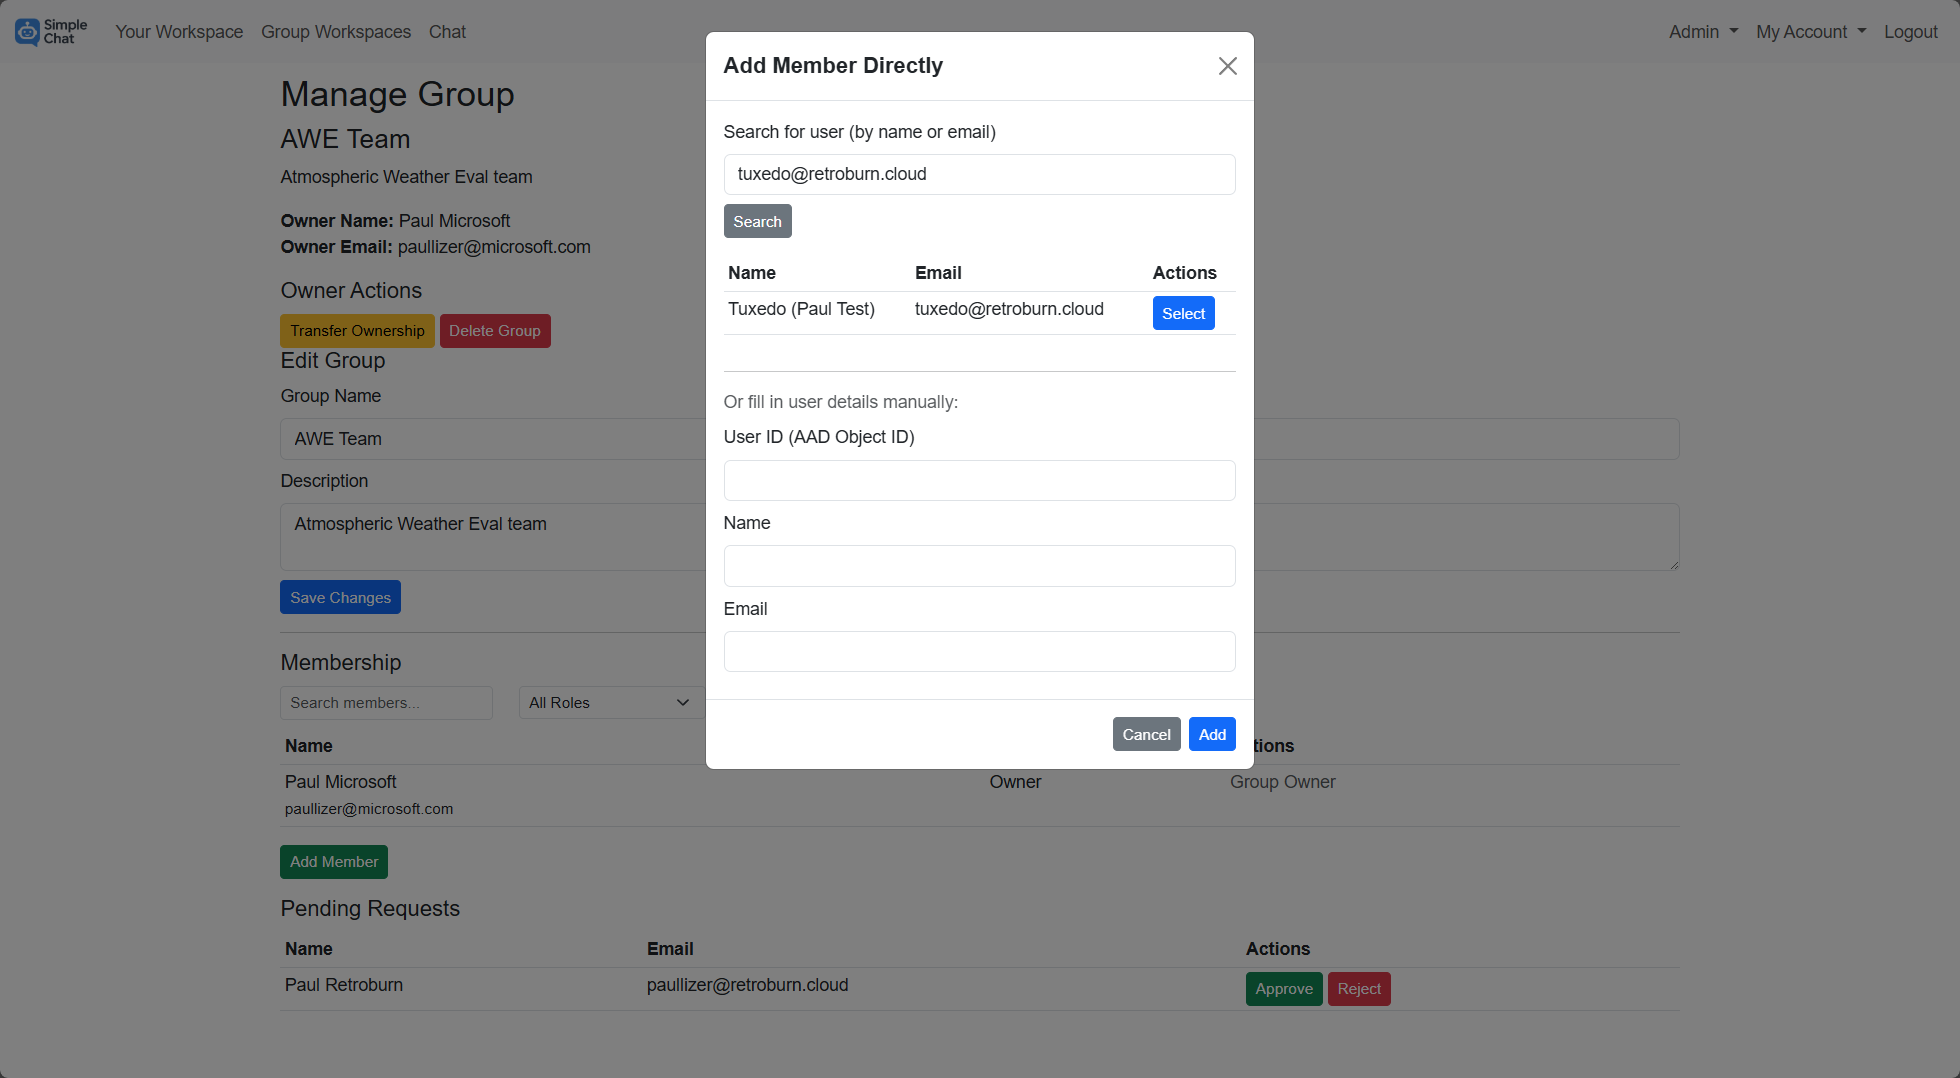 Simple
Chat
Your Workspace Group Workspaces Chat
Admin My Account Logout
Manage Group
AWE Team
Atmospheric Weather Eval team
Owner Name: Paul Microsoft
Owner Email: paullizer@microsoft.com
Owner Actions
Transfer Ownership Delete Group
Edit Group
Group Name
AWE Team
Description
Atmospheric Weather Eval team
Save Changes
Membership
Search members... All Roles
Name tions
Paul Microsoft Owner Group Owner
paullizer@microsoft.com
Add Member
Pending Requests
Name Email Actions
Paul Retroburn paullizer@retroburn.cloud Approve Reject
Add Member Directly
Search for user (by name or email)
tuxedo@retroburn.cloud
Search
Name Email Actions
Tuxedo (Paul Test) tuxedo@retroburn.cloud Select
Or fill in user details manually:
User ID (AAD Object ID)
Name
Email
Cancel Add